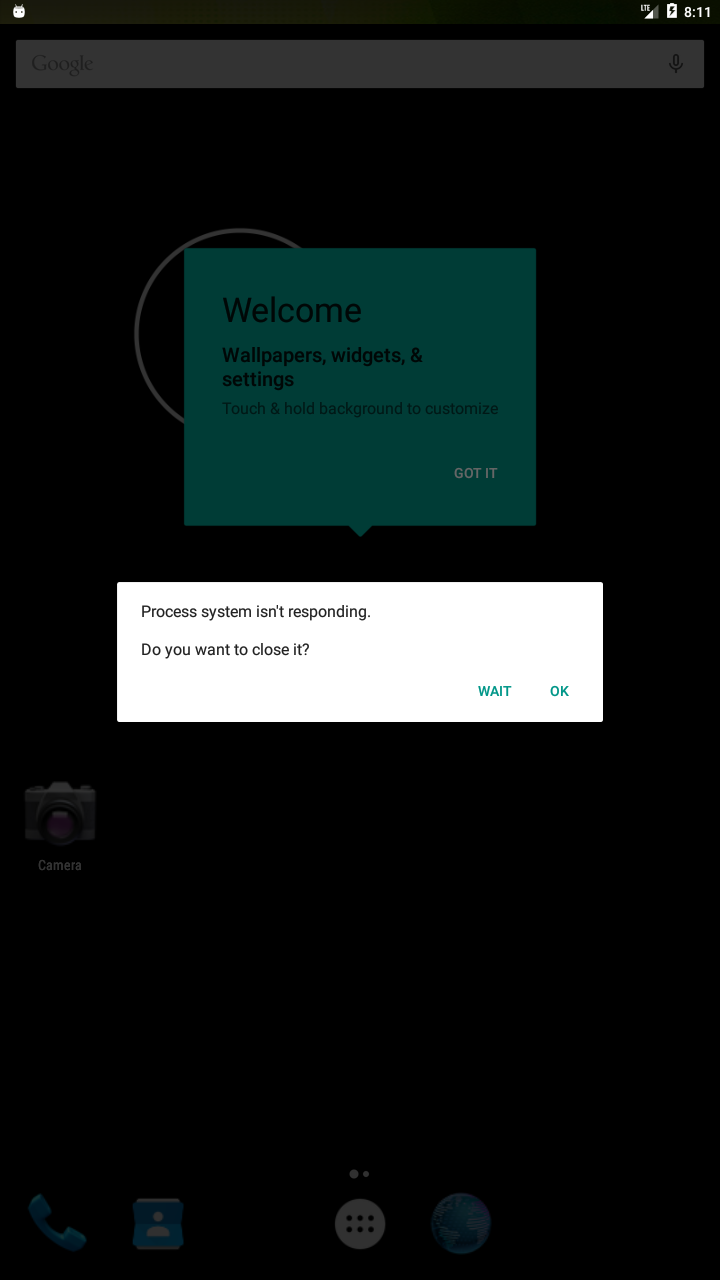 LTE 8:11
Google
Welcome
Wallpapers, widgets, &
settings
Touch & hold background to customize
GOT IT
Process system isn't responding.
Do you want to close it?
WAIT OK
Camera